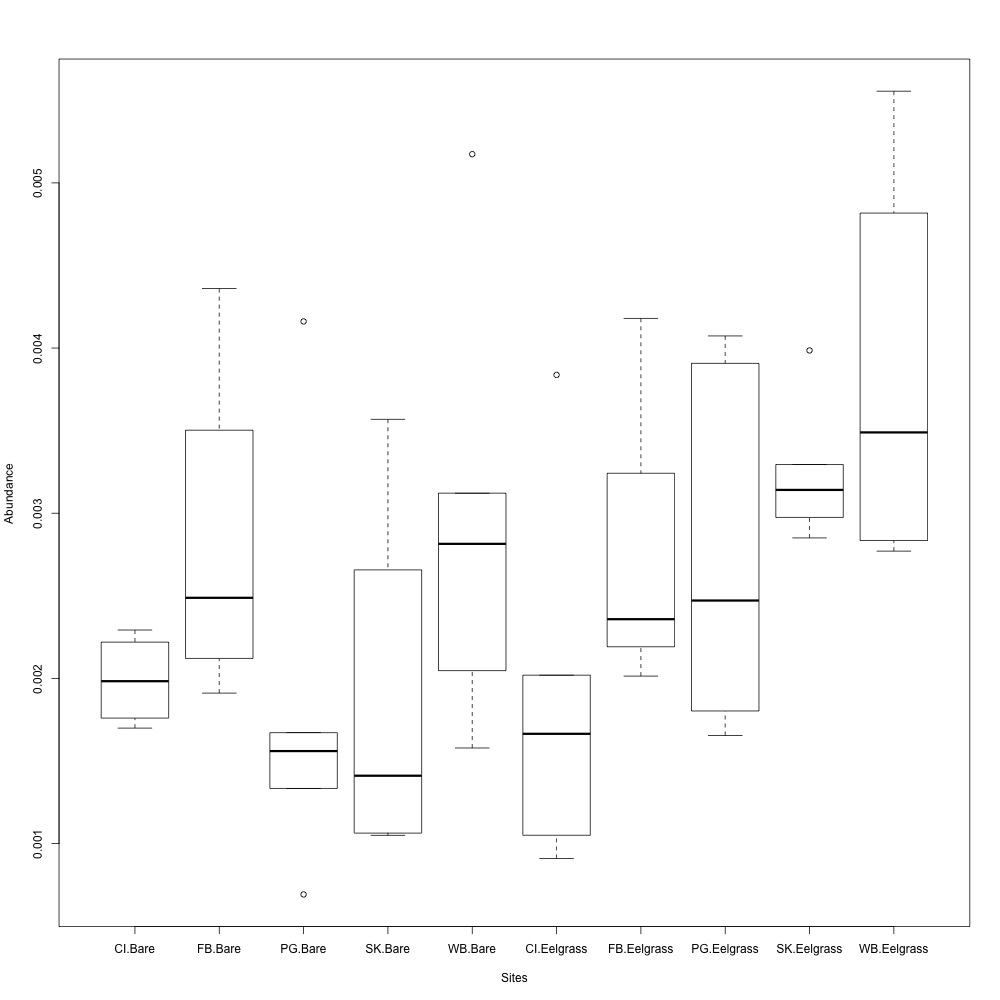 Abundance
0.005
0.004
0.003
0.002
0.001
CI.Bare FB.Bare PG.Bare SK.Bare WB.Bare CI.Eelgrass FB.Eelgrass PG.Eelgrass SK.Eelgrass WB.Eelgrass
Sites